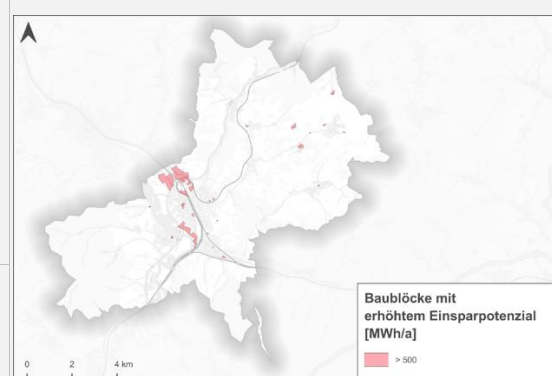 Baublöcke mit
erhöhtem Einsparpotenzial
[MWh/a]
> 500
0 2 4 km